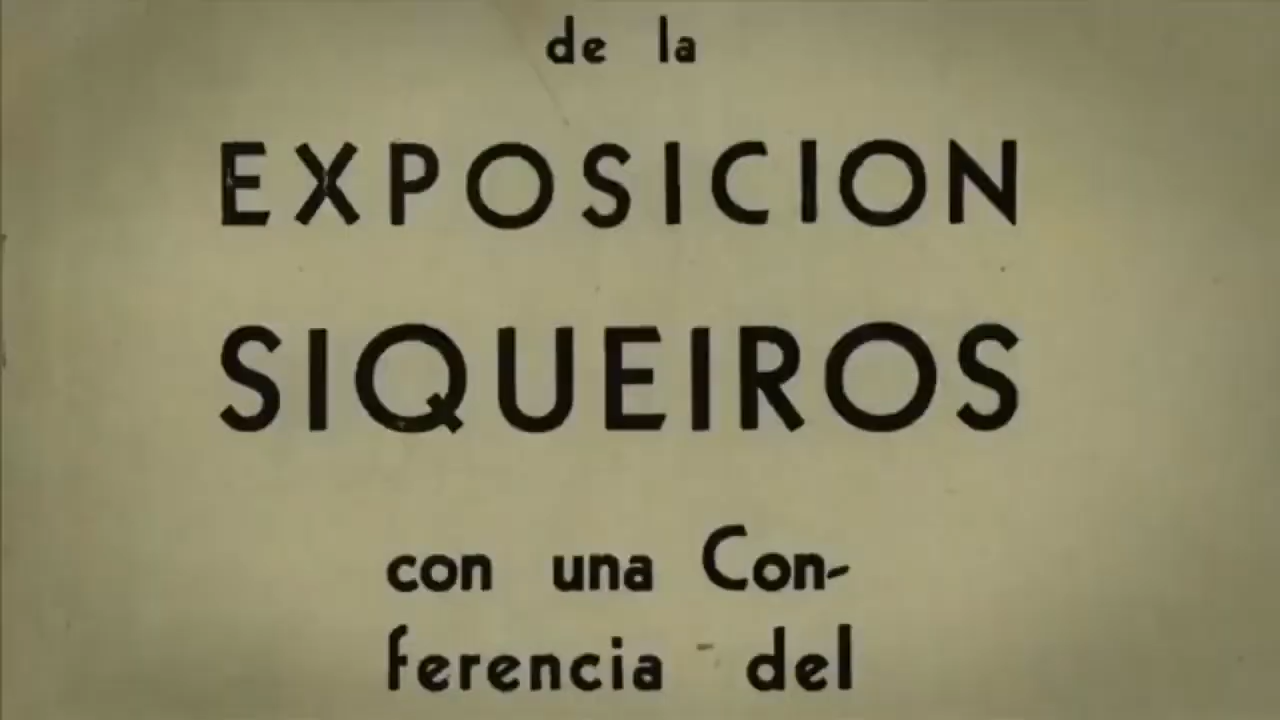 de la
EXPOSICION
SIQUEIROS
con una Con-
ferencia del